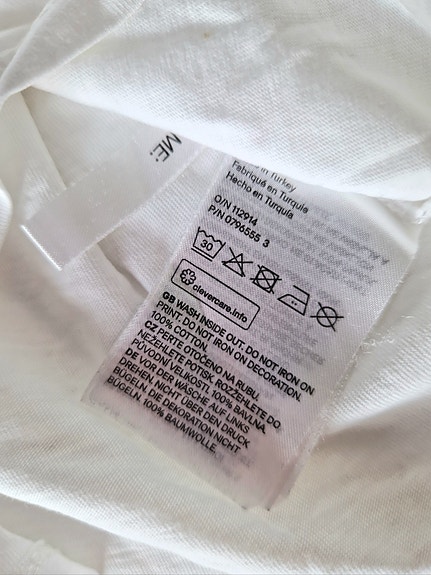 ME:
in Turkey
Fabriqué en Turquie
Hecho en Turquía
O/N 112914
P/N 0796555 3
30
clevercare.info
GB WASH INSIDE OUT. DO NOT IRON ON
PRINT. DO NOT IRON ON DECORATION.
100% COTTON.
CZ PERTE OTOČENO NA RUBU.
NEŽEHLETE POTISK. ROZŽEHLETE DO
PŮVODNÍ VELIKOSTI. 100% BAVLNA.
DE VOR DER WÄSCHE AUF LINKS
DREHEN. NICHT ÜBER DEN DRUCK
BÜGELN. DIE DEKORATION NICHT
BÜGELN. 100% BAUMWOLLE.